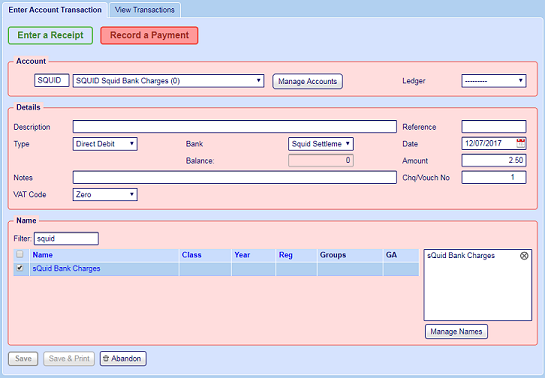 Enter Account Transaction View Transactions
Enter a Receipt Record a Payment
Account
SQUID SQUID Squid Bank Charges (0) Manage Accounts Ledger ---------
Details
Description Reference
Type Direct Debit Bank Squid Settleme Date 12/07/2017
Balance: 0 Amount 2.50
Notes Chq/Vouch No 1
VAT Code Zero
Name
Filter: squid
Name Class Year Reg Groups GA sQuid Bank Charges
sQuid Bank Charges
Manage Names
Save Save & Print Abandon